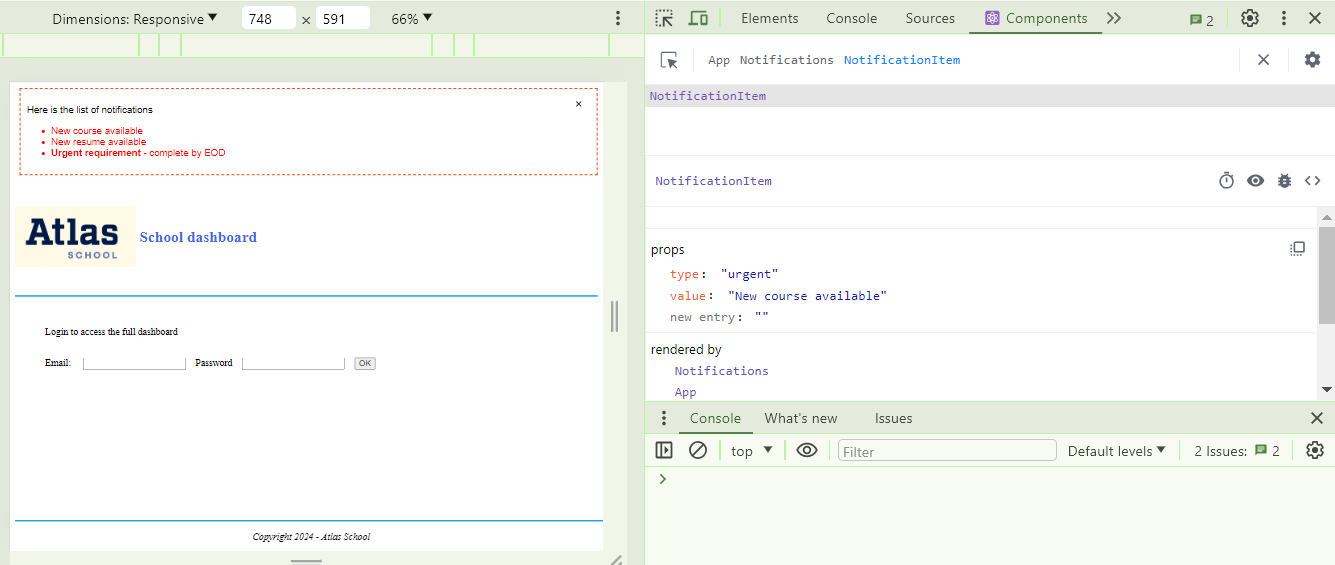 Dimensions: Responsive 748 × 591 66%
Elements Console Sources Components 2
App Notifications NotificationItem
NotificationItem
NotificationItem
props
type: "urgent"
value: "New course available"
new entry: ""
rendered by
Notifications
App
Console What's new Issues
top Filter Default levels 2 Issues: 2
Here is the list of notifications
New course available
New resume available
Urgent requirement - complete by EOD
Atlas
SCHOOL
School dashboard
Login to access the full dashboard
Email: Password OK
Copyright 2024 - Atlas School